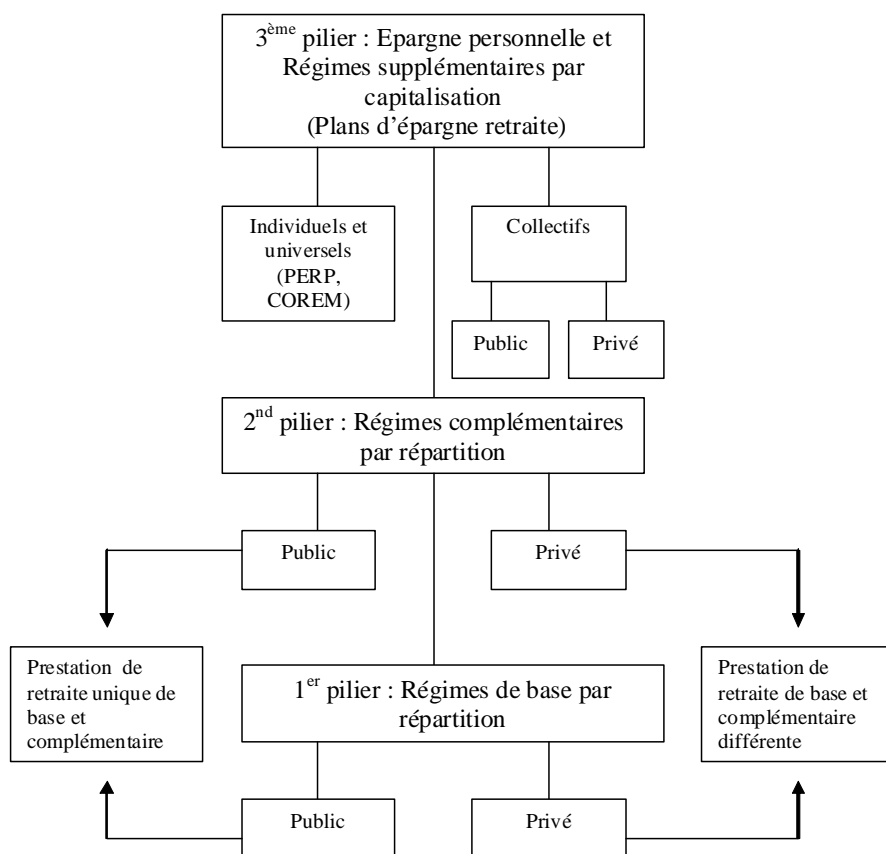 3ème pilier : Epargne personnelle et
Régimes supplémentaires par
capitalisation
(Plans d'épargne retraite)
Individuels et
universels
(PERP,
COREM)
Collectifs
Public
Privé
2nd pilier : Régimes complémentaires
par répartition
Public
Privé
Prestation de
retraite unique de
base et
complémentaire
1er pilier : Régimes de base par
répartition
Prestation de
retraite de base et
complémentaire
différente
Public
Privé